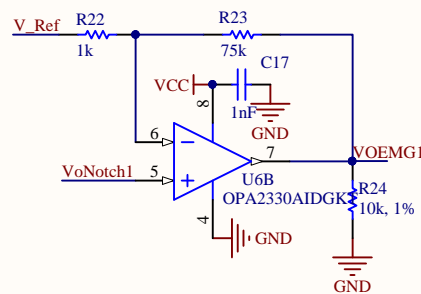 R22
R23
V_Ref
1k
75k
C17
VCC
8
1nF
GND
6
7
VOEMG1
U6B
VoNotch1
5
R24
OPA2330AIDGK
10k, 1%
4
GND
GND